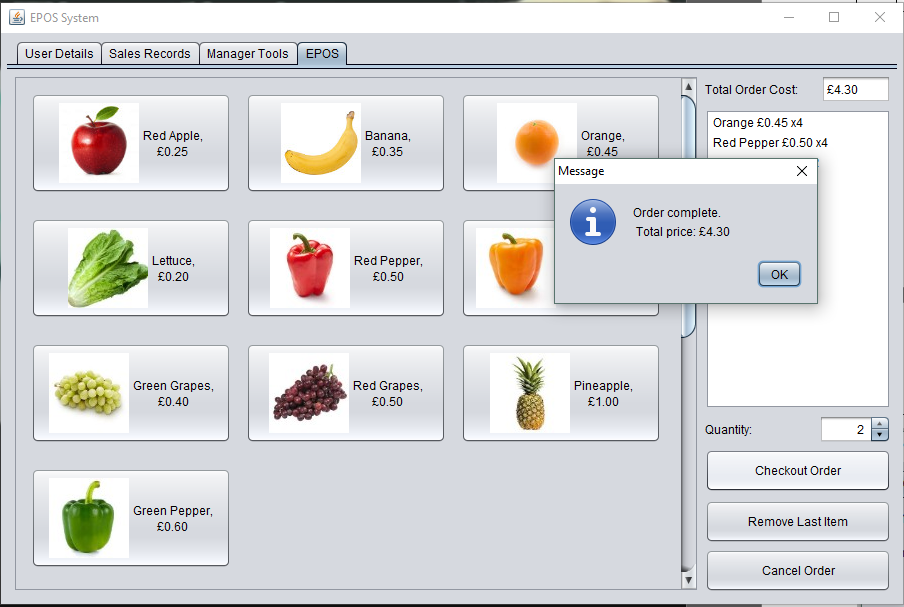 EPOS System
User Details
Sales Records
Manager Tools
EPOS
Total Order Cost:
£4.30
Red Apple,
£0.25
Banana,
£0.35
Orange,
£0.45
Orange £0.45 x4
Red Pepper £0.50 x4
Message
Order complete.
Total price: £4.30
OK
Lettuce,
£0.20
Red Pepper,
£0.50
Green Grapes,
£0.40
Red Grapes,
£0.50
Pineapple,
£1.00
Quantity:
2
Checkout Order
Remove Last Item
Cancel Order
Green Pepper,
£0.60